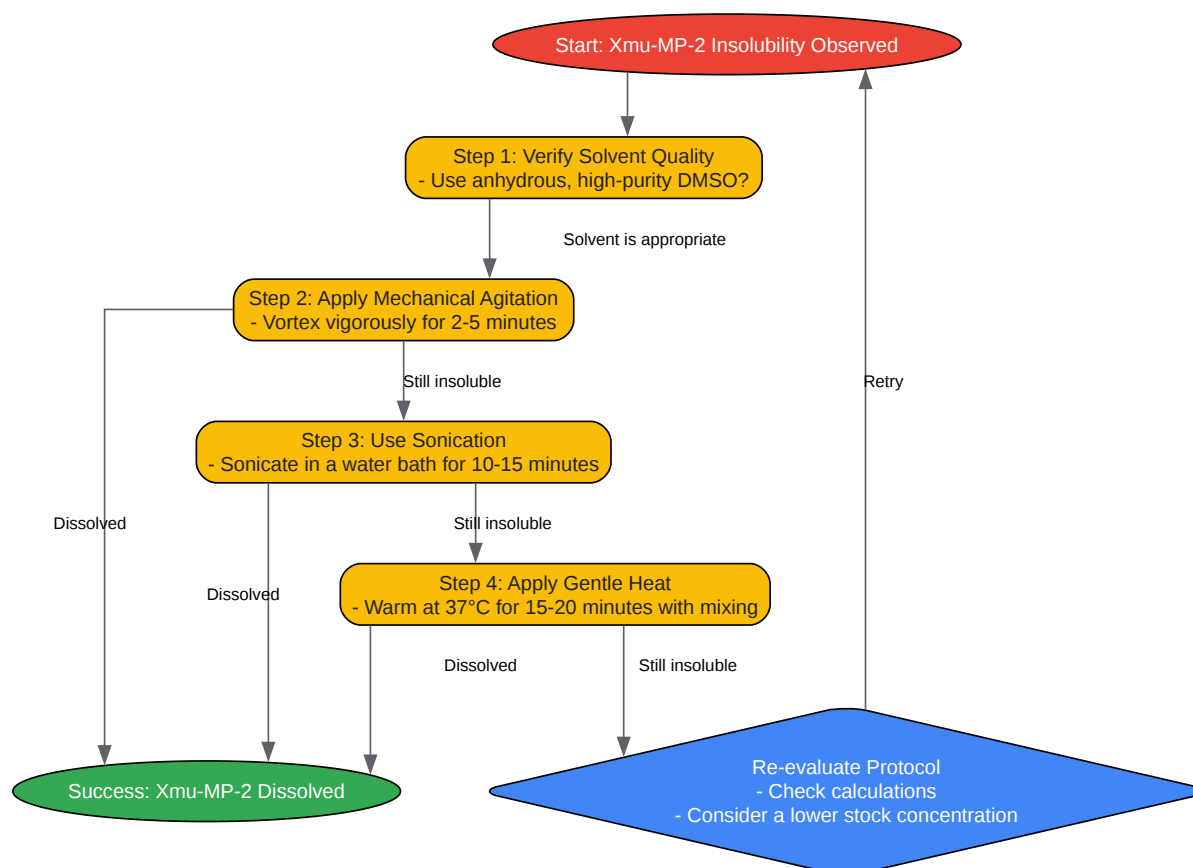 Start: Xmu-MP-2 Insolubility Observed
Step 1: Verify Solvent Quality
- Use anhydrous, high-purity DMSO?
Solvent is appropriate
Step 2: Apply Mechanical Agitation
- Vortex vigorously for 2-5 minutes
Still insoluble
Retry
Step 3: Use Sonication
- Sonicate in a water bath for 10-15 minutes
Dissolved
Still insoluble
Step 4: Apply Gentle Heat
- Warm at 37°C for 15-20 minutes with mixing
Dissolved
Dissolved
Still insoluble
Re-evaluate Protocol
- Check calculations
- Consider a lower stock concentration
Success: Xmu-MP-2 Dissolved